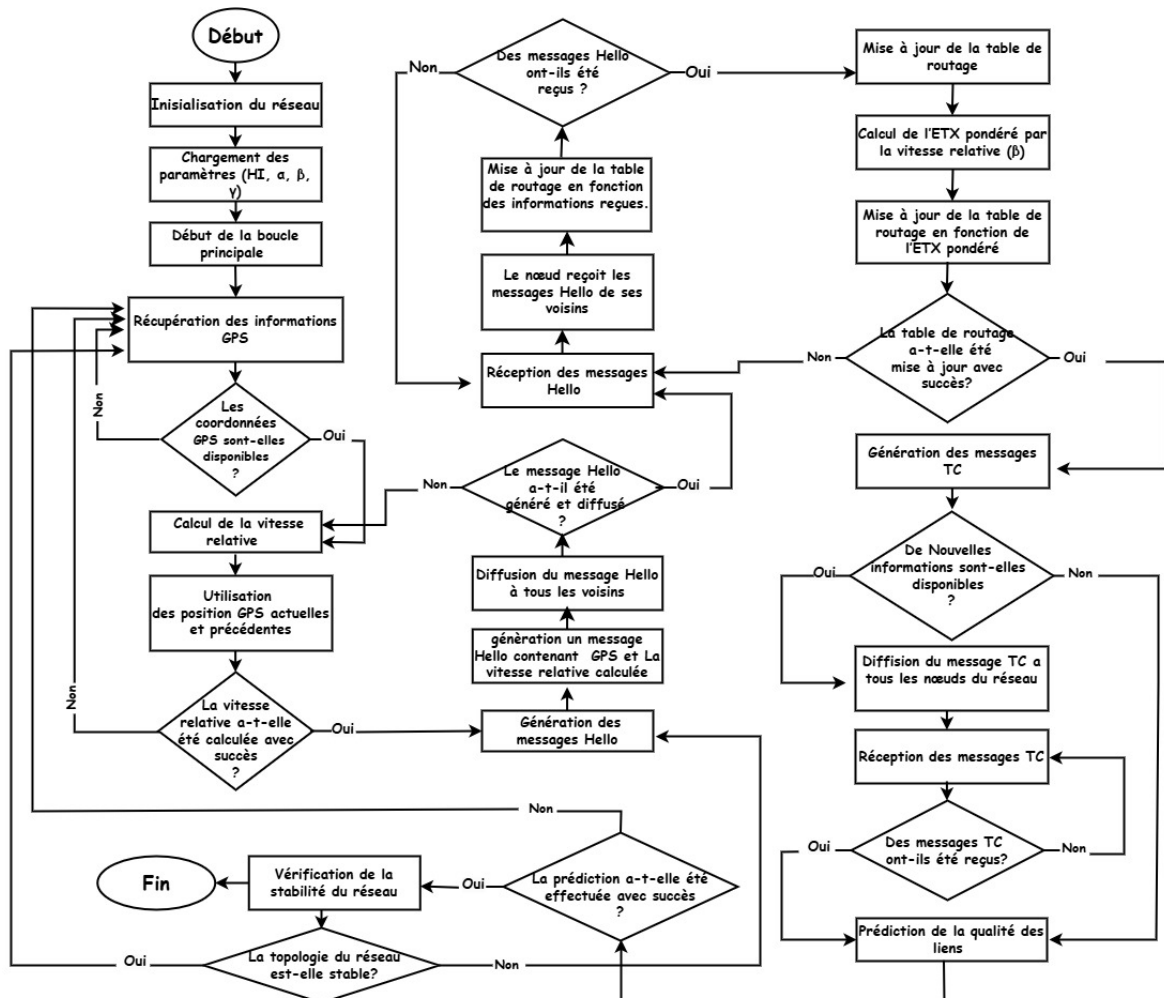 Début
Inisialisation du réseau
Chargement des
paramètres (HI, α, β,
γ)
Début de la boucle
principale
Récupération des informations
GPS
Non
Les
coordonnées
GPS sont-elles
disponibles
?
Oui
Calcul de la vitesse
relative
Utilisation
des position GPS actuelles
et précédentes
Non
La vitesse
relative a-t-elle
été calculée avec
succès
?
Oui
Génération des
messages Hello
génèration un message
Hello contenant GPS et La
vitesse relative calculée
Diffusion du message Hello
à tous les voisins
Le message Hello
a-t-il été
généré et diffusé
?
Non
Oui
Réception des messages
Hello
Le nœud reçoit les
messages Hello de ses
voisins
Mise à jour de la table
de routage en fonction
des informations reçues.
Des messages Hello
ont-ils été
reçus ?
Non
Oui
Mise à jour de la table de
routage
Calcul de l'ETX pondéré par
la vitesse relative (β)
Mise à jour de la table de
routage en fonction de
l'ETX pondéré
La table de routage
a-t-elle été
mise à jour avec
succès?
Non
Oui
Génération des messages
TC
De Nouvelles
informations sont-elles
disponibles
?
Oui
Non
Diffision du message TC a
tous les nœuds du réseau
Réception des messages TC
Des messages TC
ont-ils été reçus?
Oui
Non
Prédiction de la qualité des
liens
La prédiction a-t-elle été
effectuée avec succès
?
Non
Oui
Vérification de la
stabilité du réseau
Fin
La topologie du réseau
est-elle stable?
Oui
Non